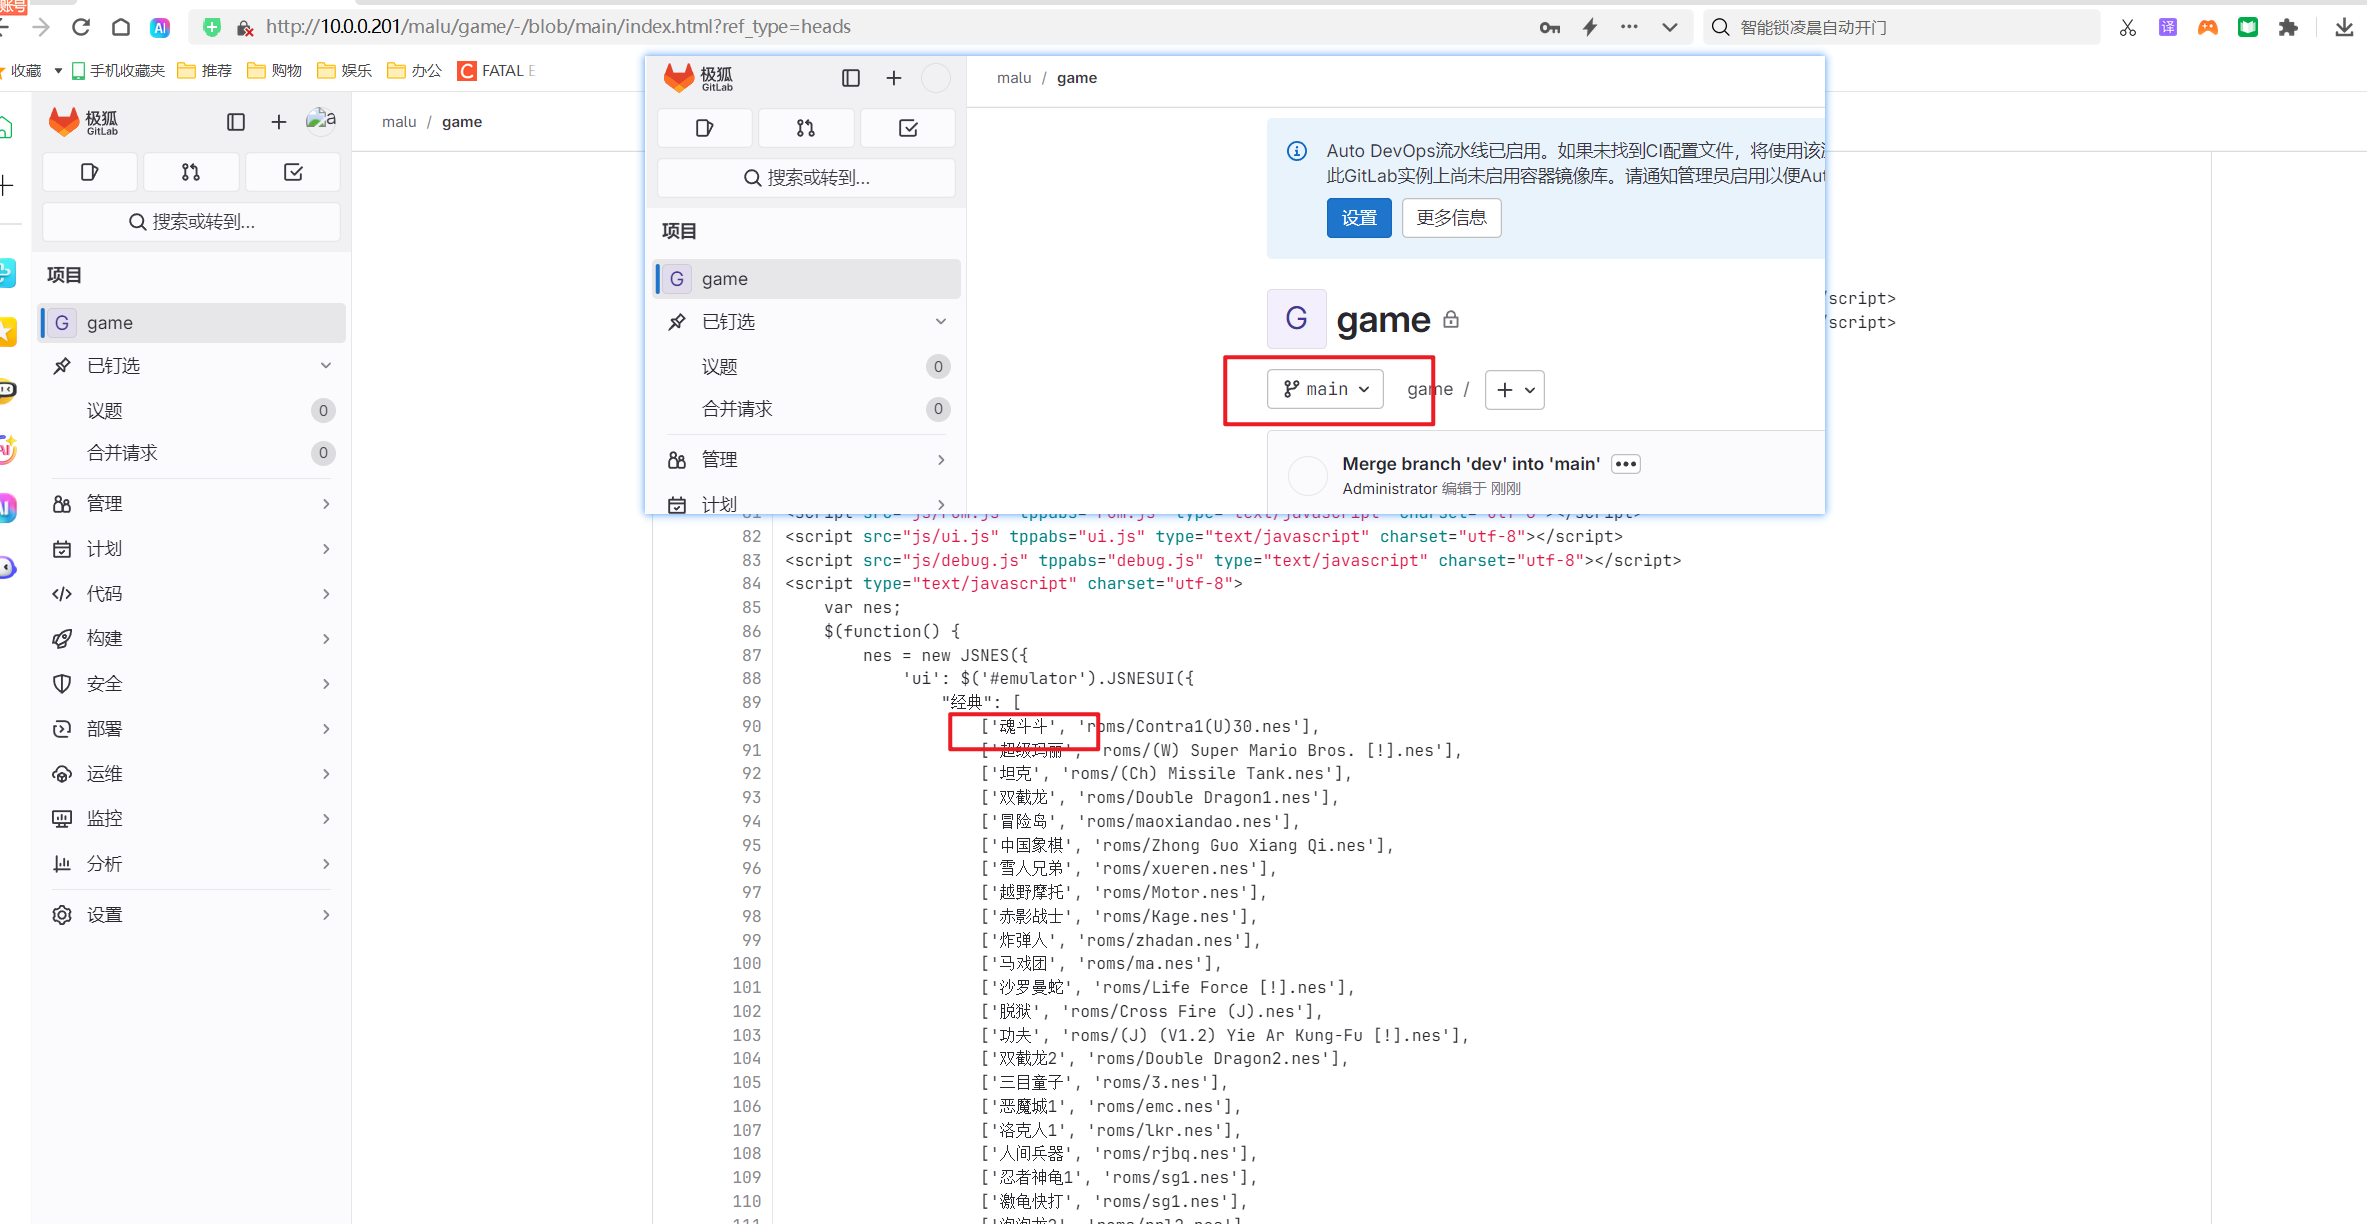 账号
http://10.0.0.201/malu/game/-/blob/main/index.html?ref_type=heads
智能锁凌晨自动开门
译
收藏
手机收藏夹
推荐
购物
娱乐
办公
FATAL E
极狐
GitLab
a
malu / game
搜索或转到...
项目
G game
已钉选
议题 0
合并请求 0
管理
计划
代码
构建
安全
部署
运维
监控
分析
设置
极狐
GitLab
malu / game
搜索或转到...
项目
G game
已钉选
议题 0
合并请求 0
管理
计划
Auto DevOps流水线已启用。如果未找到CI配置文件，将使用该
此GitLab实例上尚未启用容器镜像库。请通知管理员启用以便Aut
设置 更多信息
G game
main game / +
Merge branch 'dev' into 'main'
Administrator 编辑于 刚刚
/script>
/script>
81 <script src="js/rom.js" tppabs="rom.js" type="text/javascript" charset="utf-8"></script>
82 <script src="js/ui.js" tppabs="ui.js" type="text/javascript" charset="utf-8"></script>
83 <script src="js/debug.js" tppabs="debug.js" type="text/javascript" charset="utf-8"></script>
84 <script type="text/javascript" charset="utf-8">
85 var nes;
86 $(function() {
87 nes = new JSNES({
88 'ui': $('#emulator').JSNESUI({
89 "经典": [
90 ['魂斗斗', 'roms/Contra1(U)30.nes'],
91 ['超级玛丽', 'roms/(W) Super Mario Bros. [!].nes'],
92 ['坦克', 'roms/(Ch) Missile Tank.nes'],
93 ['双截龙', 'roms/Double Dragon1.nes'],
94 ['冒险岛', 'roms/maoxiandao.nes'],
95 ['中国象棋', 'roms/Zhong Guo Xiang Qi.nes'],
96 ['雪人兄弟', 'roms/xueren.nes'],
97 ['越野摩托', 'roms/Motor.nes'],
98 ['赤影战士', 'roms/Kage.nes'],
99 ['炸弹人', 'roms/zhadan.nes'],
100 ['马戏团', 'roms/ma.nes'],
101 ['沙罗曼蛇', 'roms/Life Force [!].nes'],
102 ['脱狱', 'roms/Cross Fire (J).nes'],
103 ['功夫', 'roms/(J) (V1.2) Yie Ar Kung-Fu [!].nes'],
104 ['双截龙2', 'roms/Double Dragon2.nes'],
105 ['三目童子', 'roms/3.nes'],
106 ['恶魔城1', 'roms/emc.nes'],
107 ['洛克人1', 'roms/lkr.nes'],
108 ['人间兵器', 'roms/rjbq.nes'],
109 ['忍者神龟1', 'roms/sg1.nes'],
110 ['激龟快打', 'roms/sg1.nes'],